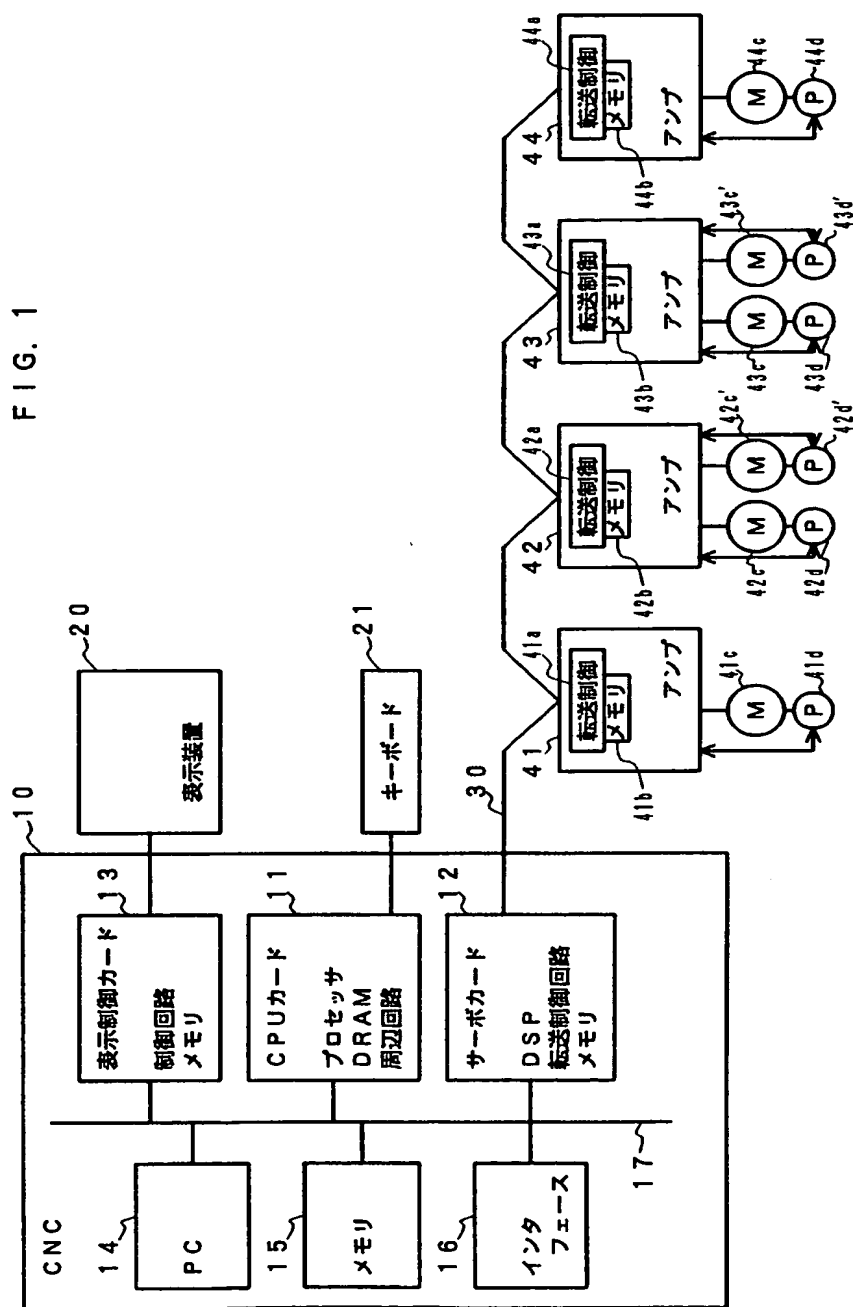 FIG. 1
10
CNC
14
PC
15
メモリ
16
インタ
フェース
17
13
表示制御カード
制御回路
メモリ
11
CPUカード
プロセッサ
DRAM
周辺回路
12
サーボカード
DSP
転送制御回路
メモリ
20
表示装置
21
キーボード
30
41
41a
転送制御
メモリ
41b
アンプ
M
41c
P
41d
42
42a
転送制御
メモリ
42b
アンプ
M
42c
P
42d
M
42c'
P
42d'
43
43a
転送制御
メモリ
43b
アンプ
M
43c
P
43d
M
43c'
P
43d'
44
44a
転送制御
メモリ
44b
アンプ
M
44c
P
44d